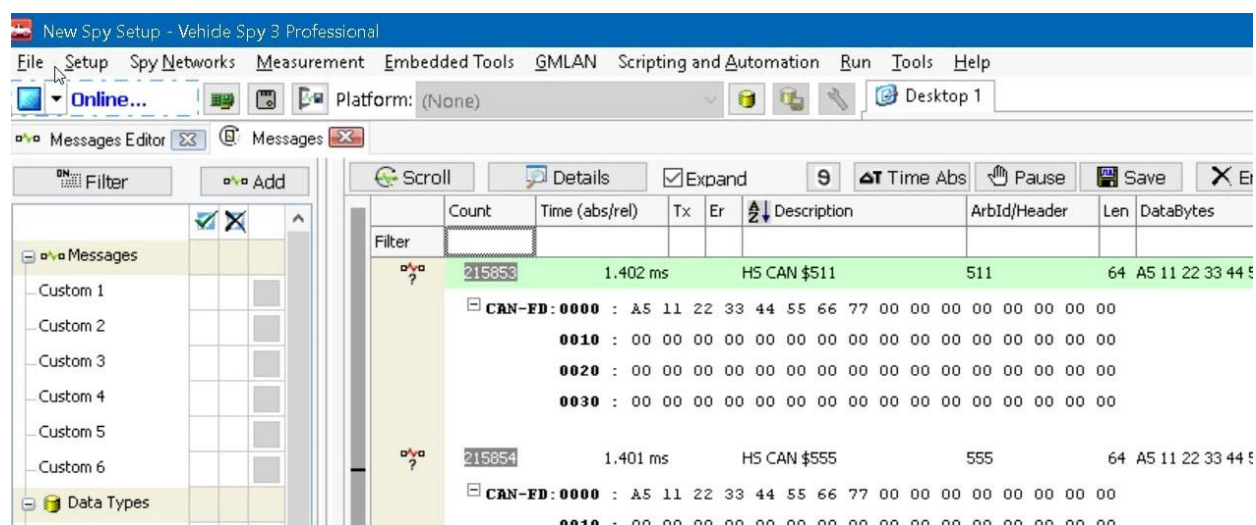 New Spy Setup - Vehicle Spy 3 Professional
File Setup Spy Networks Measurement Embedded Tools GMLAN Scripting and Automation Run Tools Help
Online... Platform: (None) Desktop 1
Messages Editor Messages
Filter Add Scroll Details Expand 9 ΔT Time Abs Pause Save
Count Time (abs/rel) Tx Er AZ Description ArbId/Header Len DataBytes
Filter
Messages 215853 1.402 ms HS CAN $511 511 64 A5 11 22 33 44
Custom 1 CAN-FD:0000 : A5 11 22 33 44 55 66 77 00 00 00 00 00 00 00 00
Custom 2 0010 : 00 00 00 00 00 00 00 00 00 00 00 00 00 00 00 00
Custom 3 0020 : 00 00 00 00 00 00 00 00 00 00 00 00 00 00 00 00
Custom 4 0030 : 00 00 00 00 00 00 00 00 00 00 00 00 00 00 00 00
Custom 5
Custom 6 215854 1.401 ms HS CAN $555 555 64 A5 11 22 33 44
Data Types CAN-FD:0000 : A5 11 22 33 44 55 66 77 00 00 00 00 00 00 00 00